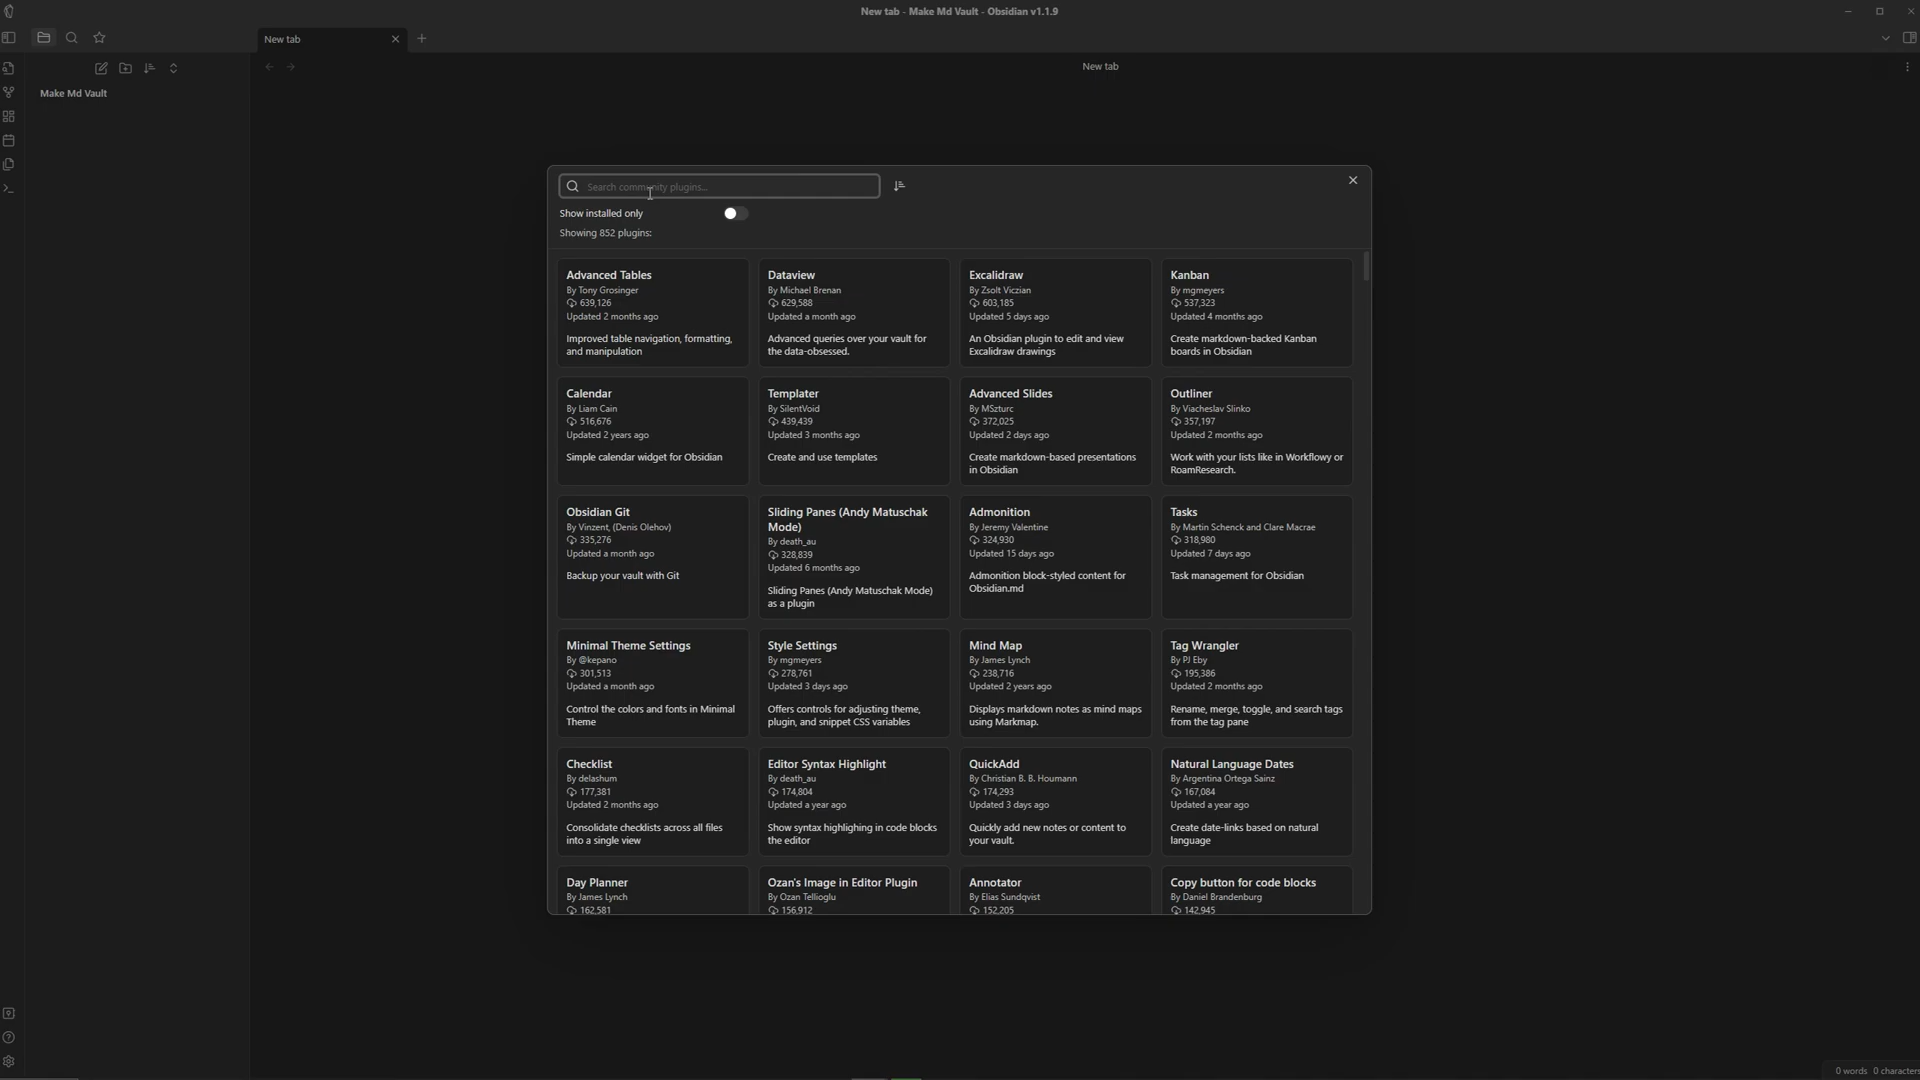 New tab - Make Md Vault - Obsidian v1.1.9
New tab
New tab
Make Md Vault
Search community plugins...
Show installed only
Showing 852 plugins:
Advanced Tables
By Tony Grosinger
639,126
Updated 2 months ago
Improved table navigation, formatting,
and manipulation
Dataview
By Michael Brenan
629,588
Updated a month ago
Advanced queries over your vault for
the data-obsessed.
Excalidraw
By Zsolt Viczian
603,185
Updated 5 days ago
An Obsidian plugin to edit and view
Excalidraw drawings
Kanban
By mgmeyers
537,323
Updated 4 months ago
Create markdown-backed Kanban
boards in Obsidian
Calendar
By Liam Cain
516,676
Updated 2 years ago
Simple calendar widget for Obsidian
Templater
By SilentVoid
439,439
Updated 3 months ago
Create and use templates
Advanced Slides
By MSzturc
372,025
Updated 2 days ago
Create markdown-based presentations
in Obsidian
Outliner
By Viacheslav Slinko
357,197
Updated 2 months ago
Work with your lists like in Workflowy or
RoamResearch.
Obsidian Git
By Vinzent, (Denis Olehov)
335,276
Updated a month ago
Backup your vault with Git
Sliding Panes (Andy Matuschak
Mode)
By death_au
328,839
Updated 6 months ago
Sliding Panes (Andy Matuschak Mode)
as a plugin
Admonition
By Jeremy Valentine
324,930
Updated 15 days ago
Admonition block-styled content for
Obsidian.md
Tasks
By Martin Schenck and Clare Macrae
318,980
Updated 7 days ago
Task management for Obsidian
Minimal Theme Settings
By @kepano
301,513
Updated a month ago
Control the colors and fonts in Minimal
Theme
Style Settings
By mgmeyers
278,761
Updated 3 days ago
Offers controls for adjusting theme,
plugin, and snippet CSS variables
Mind Map
By James Lynch
238,716
Updated 2 years ago
Displays markdown notes as mind maps
using Markmap.
Tag Wrangler
By PJ Eby
195,386
Updated 2 months ago
Rename, merge, toggle, and search tags
from the tag pane
Checklist
By delashum
177,381
Updated 2 months ago
Consolidate checklists across all files
into a single view
Editor Syntax Highlight
By death_au
174,804
Updated a year ago
Show syntax highlighing in code blocks
the editor
QuickAdd
By Christian B. B. Houmann
174,293
Updated 3 days ago
Quickly add new notes or content to
your vault.
Natural Language Dates
By Argentina Ortega Sainz
167,084
Updated a year ago
Create date-links based on natural
language
Day Planner
By James Lynch
162,581
Ozan's Image in Editor Plugin
By Ozan Tellioglu
156,912
Annotator
By Elias Sundqvist
152,205
Copy button for code blocks
By Daniel Brandenburg
142,945
0 words 0 characters